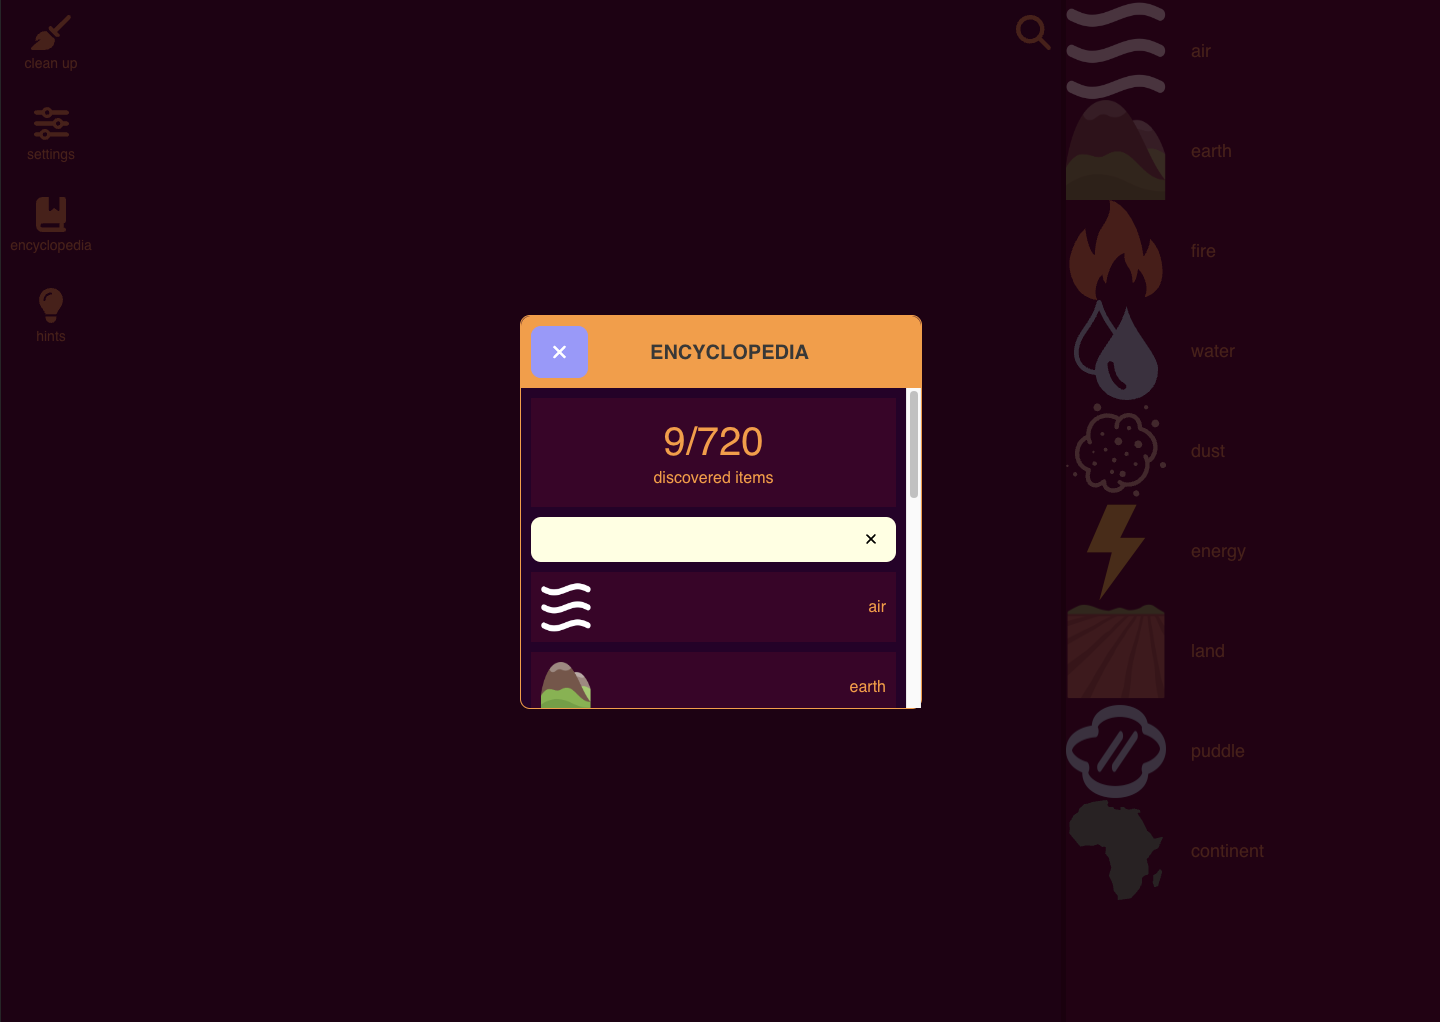 clean up
settings
encyclopedia
hints
ENCYCLOPEDIA
9/720
discovered items
air
earth
air
earth
fire
water
dust
energy
land
puddle
continent